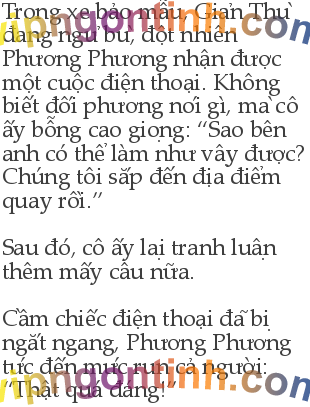 Trong xe bảo mẫu, Giản Thư
đang ngủ bù, đột nhiên
Phương Phương nhận được
một cuộc điện thoại. Không
biết đối phương nói gì, mà cô
ấy bỗng cao giọng: “Sao bên
anh có thể làm như vậy được?
Chúng tôi sắp đến địa điểm
quay rồi.”
Sau đó, cô ấy lại tranh luận
thêm mấy câu nữa.
Cầm chiếc điện thoại đã bị
ngắt ngang, Phương Phương
tức đến mức run cả người:
“Thật quá đáng!”
vipngontinh.com
vipngontinh.com